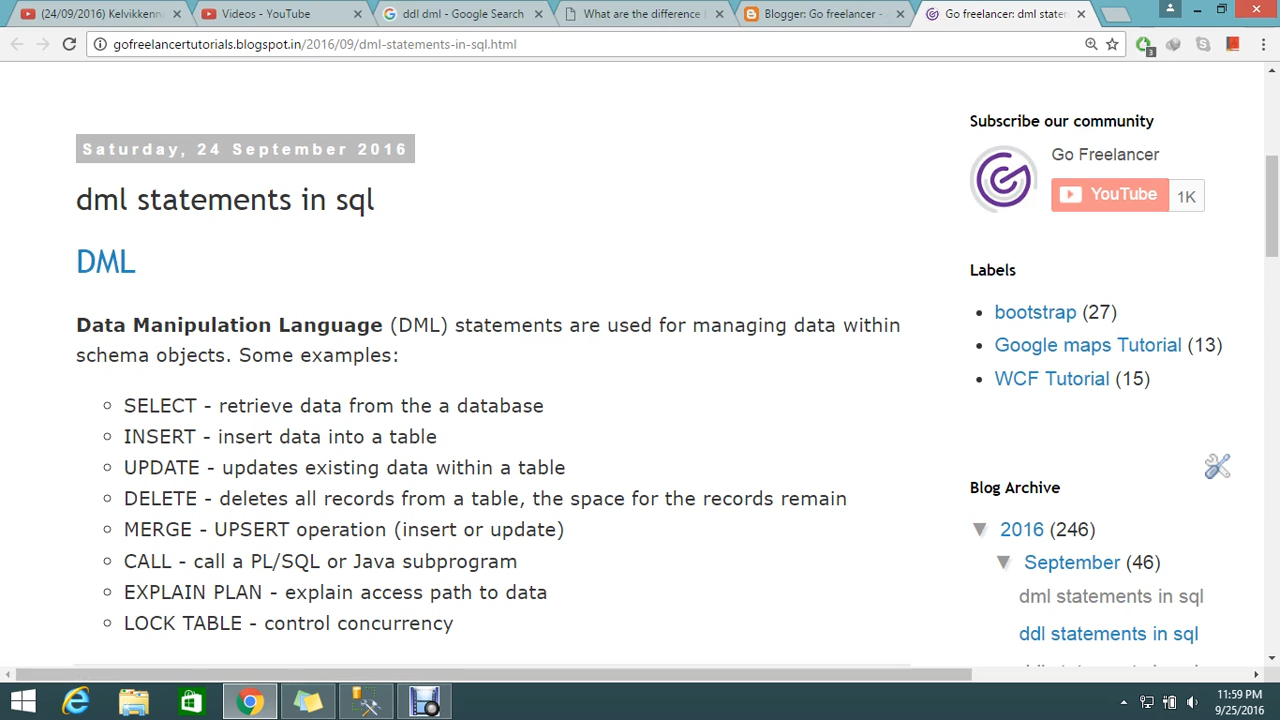 (24/09/2016) Kelvikkenn
Videos - YouTube
ddl dml - Google Search
What are the difference
Blogger: Go freelancer -
Go freelancer: dml state
gofreelancertutorials.blogspot.in/2016/09/dml-statements-in-sql.html
3
Saturday, 24 September 2016
dml statements in sql
DML
Data Manipulation Language (DML) statements are used for managing data within
schema objects. Some examples:
SELECT - retrieve data from the a database
INSERT - insert data into a table
UPDATE - updates existing data within a table
DELETE - deletes all records from a table, the space for the records remain
MERGE - UPSERT operation (insert or update)
CALL - call a PL/SQL or Java subprogram
EXPLAIN PLAN - explain access path to data
LOCK TABLE - control concurrency
Subscribe our community
Go Freelancer
YouTube 1K
Labels
bootstrap (27)
Google maps Tutorial (13)
WCF Tutorial (15)
Blog Archive
2016 (246)
September (46)
dml statements in sql
ddl statements in sql
11:59 PM
9/25/2016